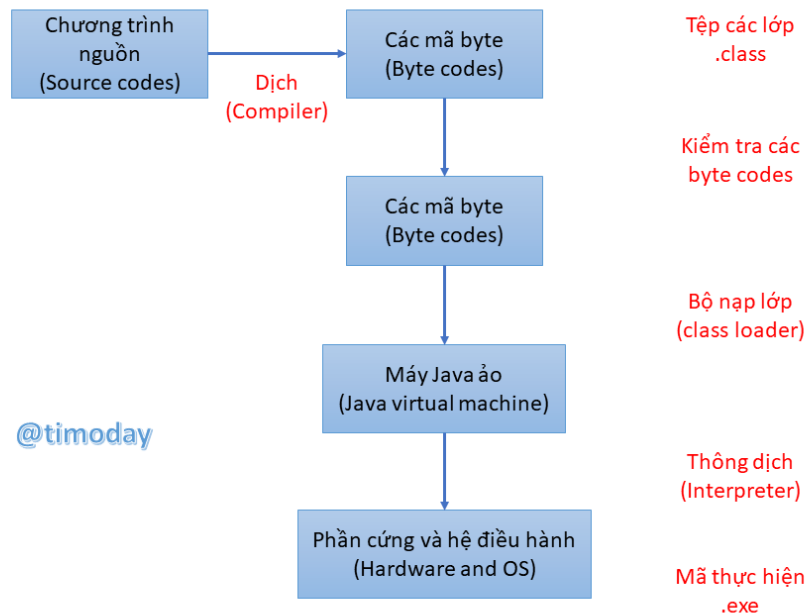 Chương trình
nguồn
(Source codes)
Dịch
(Compiler)
Các mã byte
(Byte codes)
Tệp các lớp
.class
Kiểm tra các
byte codes
Các mã byte
(Byte codes)
Bộ nạp lớp
(class loader)
Máy Java ảo
(Java virtual machine)
@timoday
Thông dịch
(Interpreter)
Phần cứng và hệ điều hành
(Hardware and OS)
Mã thực hiện
.exe